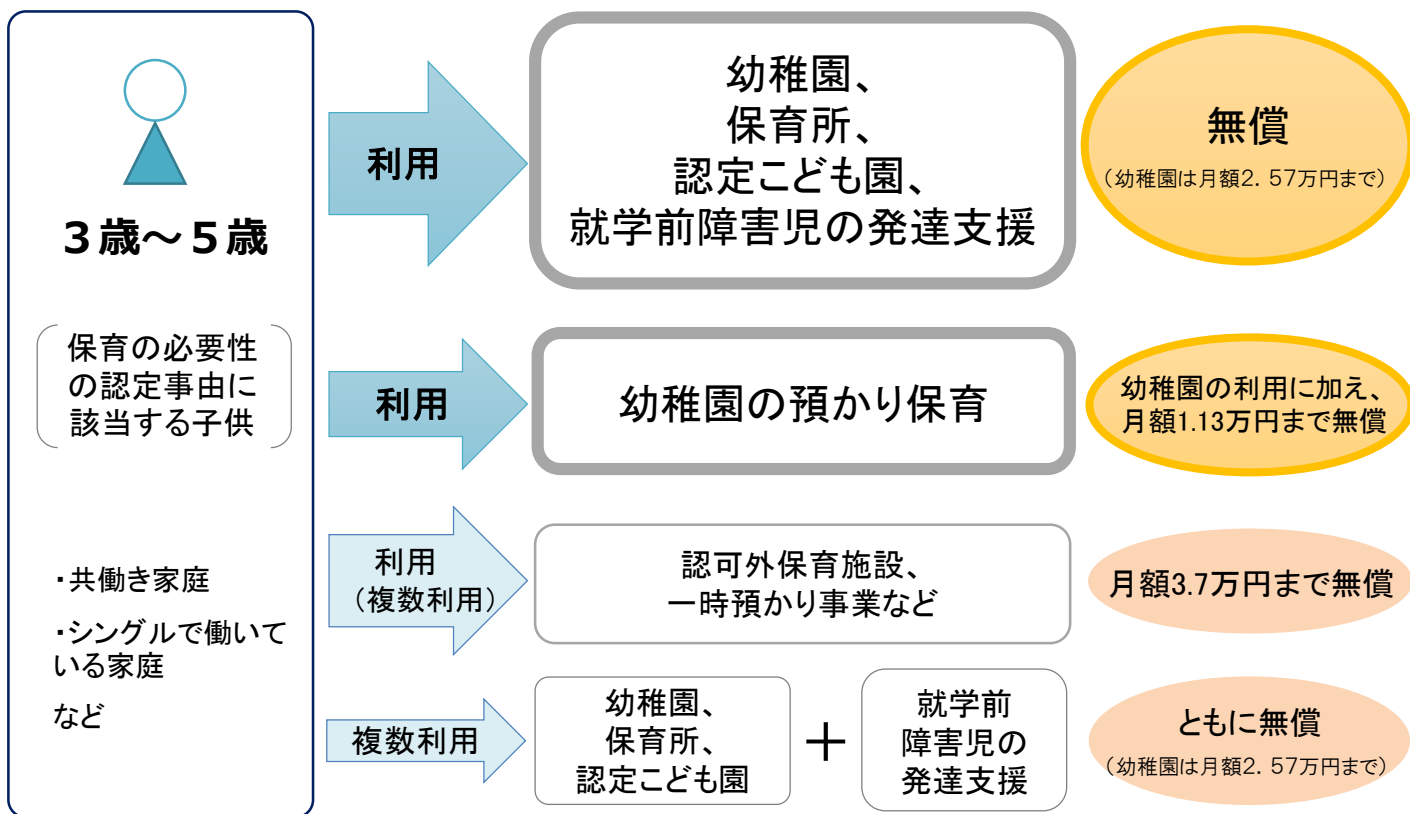 3歳～5歳
保育の必要性
の認定事由に
該当する子供
・共働き家庭
・シングルで働いて
いる家庭
など
利用
幼稚園、
保育所、
認定こども園、
就学前障害児の発達支援
無償
（幼稚園は月額2．57万円まで）
利用
幼稚園の預かり保育
幼稚園の利用に加え、
月額1.13万円まで無償
利用
（複数利用）
認可外保育施設、
一時預かり事業など
月額3.7万円まで無償
複数利用
幼稚園、
保育所、
認定こども園
＋
就学前
障害児の
発達支援
ともに無償
（幼稚園は月額2．57万円まで）